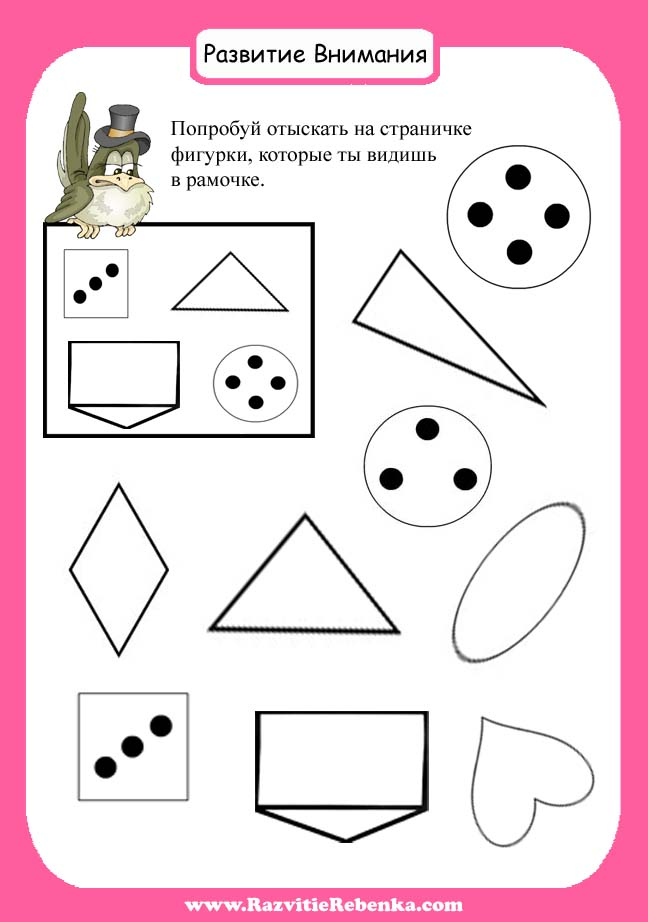 Развитие Внимания
Попробуй отыскать на страничке
фигурки, которые ты видишь
в рамочке.
www.RazvitieRebenka.com